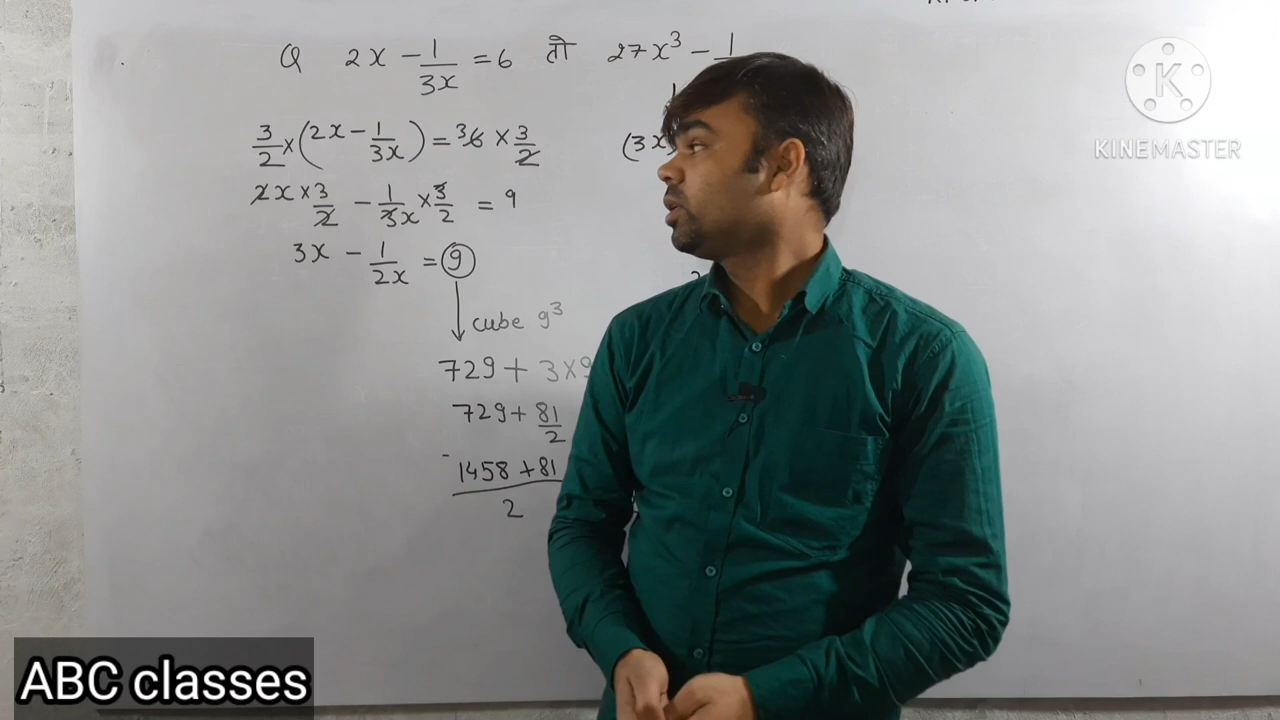 Q 2x - 1/3x = 6 तो 27x³ - 1
3/2 × (2x - 1/3x) = 36 × 3/2 (3x)
2x × 3/2 - 1/3x × 3/2 = 9
3x - 1/2x = 9
cube 9³
729 + 3×9
729 + 81/2
1458 + 81
2
K
KINEMASTER
ABC classes